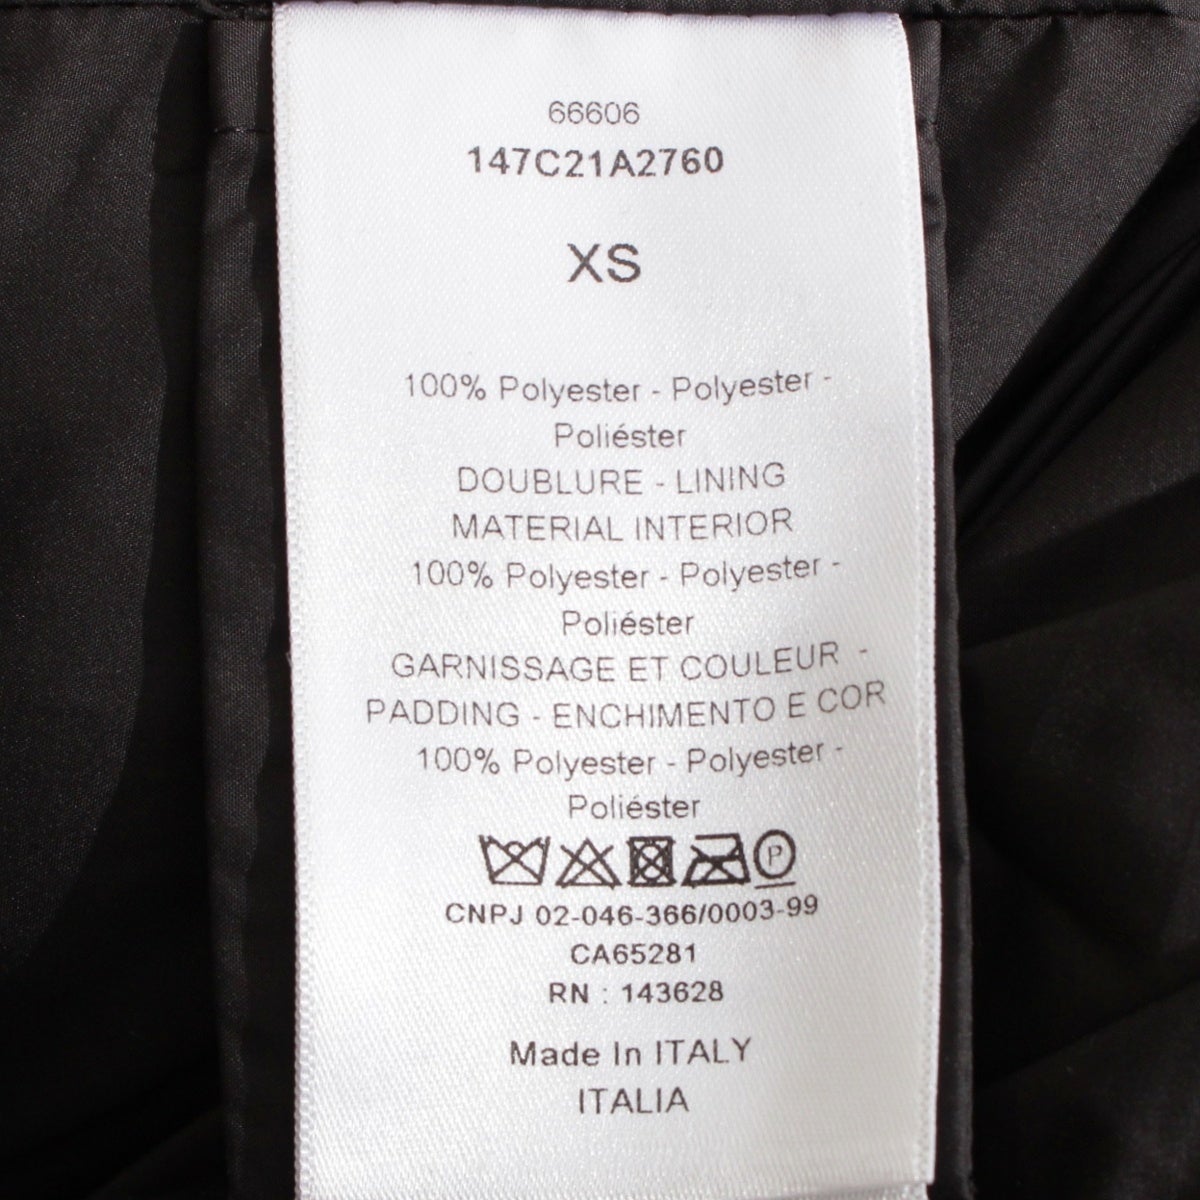 66606
147C21A2760
XS
100% Polyester - Polyester -
Poliéster
DOUBLURE - LINING
MATERIAL INTERIOR
100% Polyester - Polyester -
Poliéster
GARNISSAGE ET COULEUR -
PADDING - ENCHIMENTO E COR
100% Polyester - Polyester -
Poliéster
P
CNPJ 02-046-366/0003-99
CA65281
RN : 143628
Made In ITALY
ITALIA